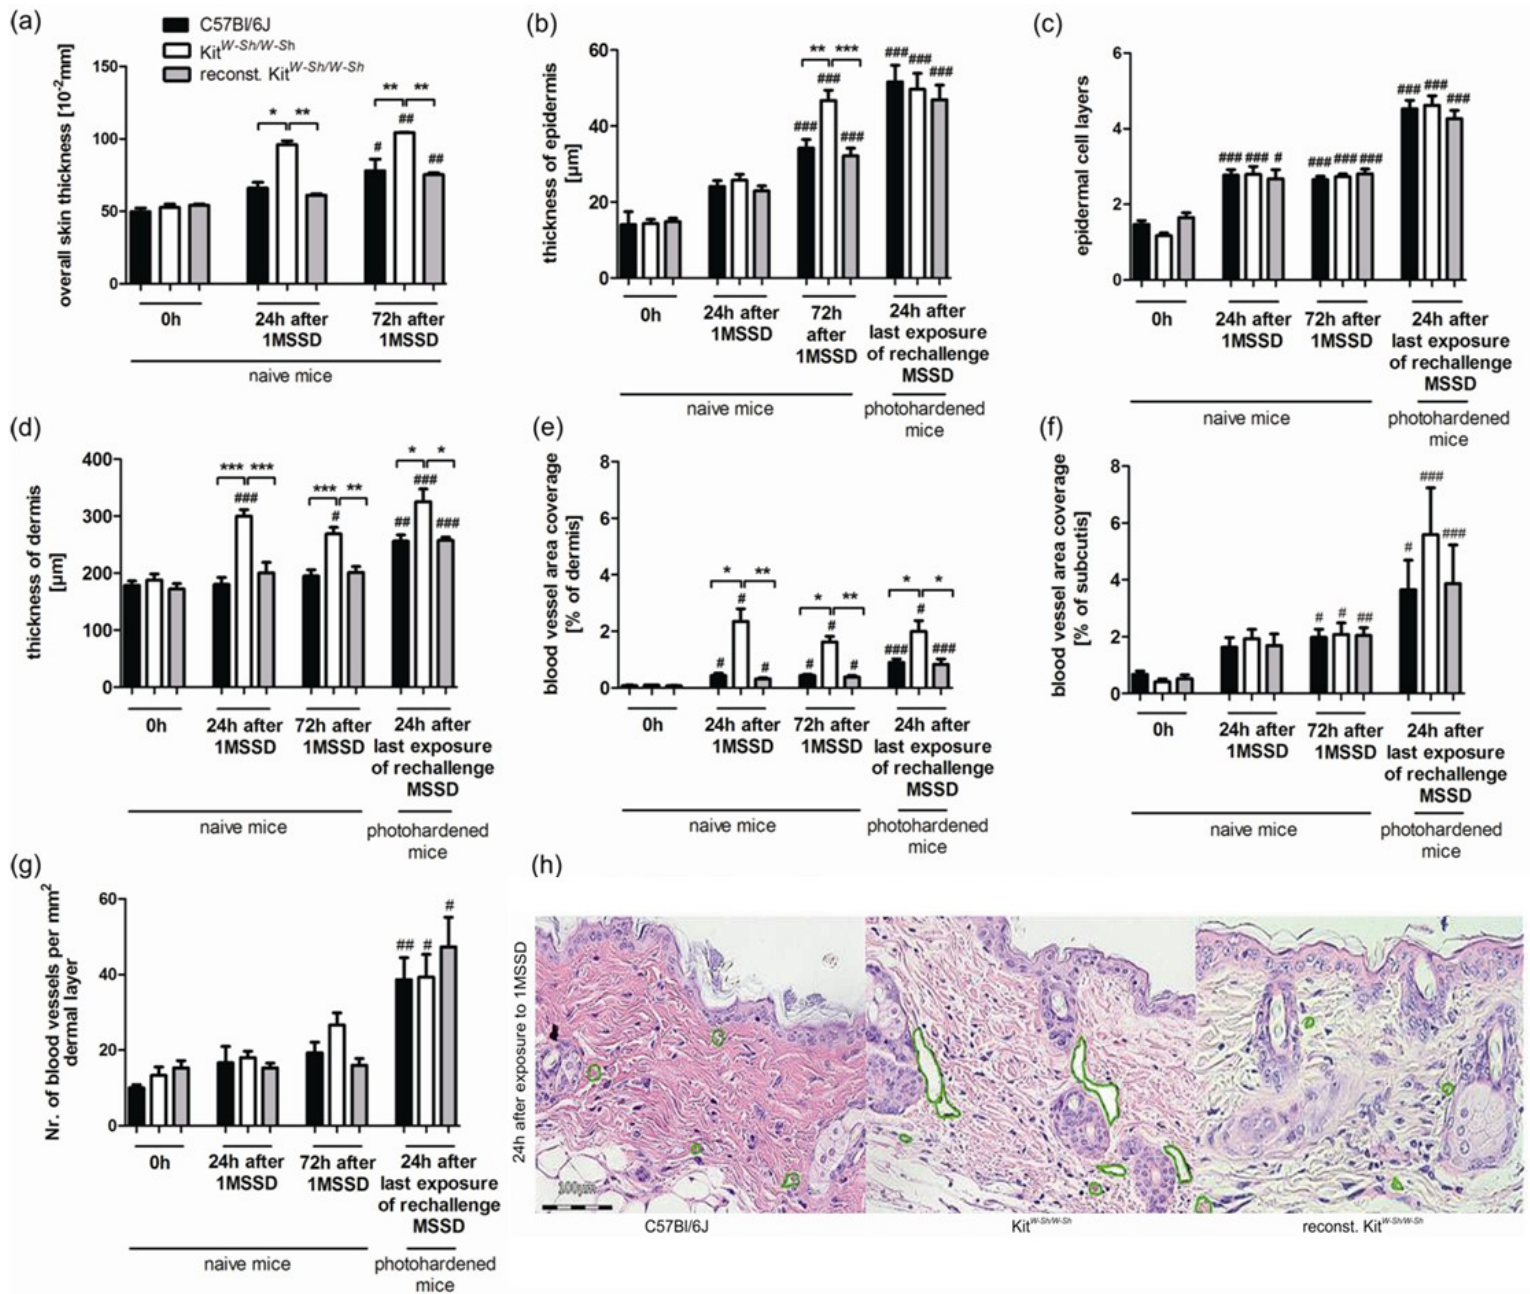 (a)
C57Bl/6J
Kit^W-Sh/W-Sh
reconst. Kit^W-Sh/W-Sh
overall skin thickness [10^-2mm]
150
100
50
0
* **
# ** ** ## ##
0h
24h after
1MSSD
72h after
1MSSD
naive mice
(b)
thickness of epidermis
[µm]
60
40
20
0
** ***
### ### ###
### ### ###
0h
24h after
1MSSD
72h
after
1MSSD
24h after
last exposure
of rechallenge
MSSD
naive mice
photohardened
mice
(c)
epidermal cell layers
6
4
2
0
### ### #
### ### ###
### ### ###
0h
24h after
1MSSD
72h after
1MSSD
24h after
last exposure
of rechallenge
MSSD
naive mice
photohardened
mice
(d)
thickness of dermis
[µm]
400
300
200
100
0
*** ***
###
*** **
#
* *
## ### ###
0h
24h after
1MSSD
72h after
1MSSD
24h after
last exposure
of rechallenge
MSSD
naive mice
photohardened
mice
(e)
blood vessel area coverage
[% of dermis]
8
6
4
2
0
* **
# # #
* **
# # #
* *
### # ###
0h
24h after
1MSSD
72h after
1MSSD
24h after
last exposure
of rechallenge
MSSD
naive mice
photohardened
mice
(f)
blood vessel area coverage
[% of subcutis]
8
6
4
2
0
# # ##
# ### ###
0h
24h after
1MSSD
72h after
1MSSD
24h after
last exposure
of rechallenge
MSSD
naive mice
photohardened
mice
(g)
Nr. of blood vessels per mm²
dermal layer
60
40
20
0
## # #
0h
24h after
1MSSD
72h after
1MSSD
24h after
last exposure
of rechallenge
MSSD
naive mice
photohardened
mice
(h)
24h after exposure to 1MSSD
100µm
C57Bl/6J
Kit^W-Sh/W-Sh
reconst. Kit^W-Sh/W-Sh